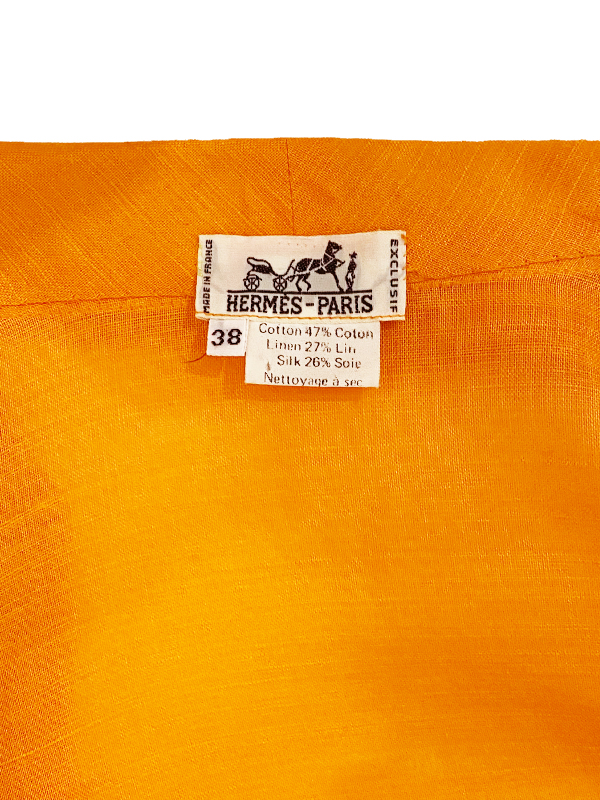 MADE IN FRANCE
HERMÈS-PARIS
EXCLUSIF
38
Cotton 47% Coton
Linen 27% Lin
Silk 26% Soie
Nettoyage à sec